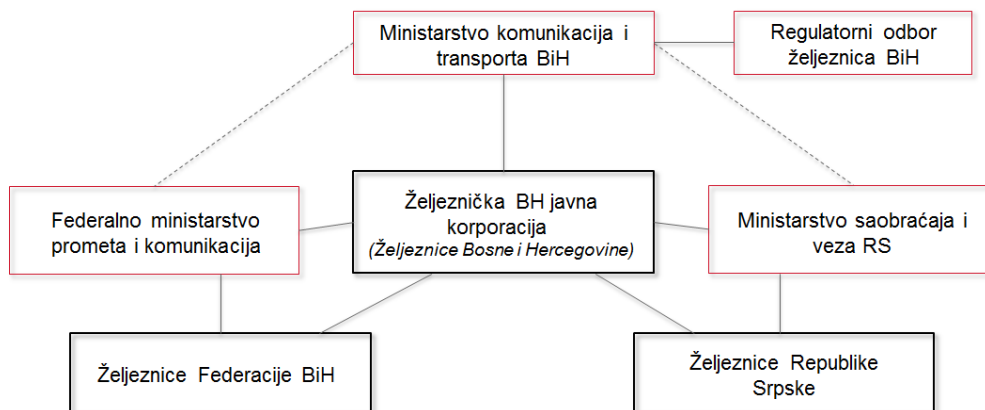 Ministarstvo komunikacija i
transporta BiH
Regulatorni odbor
željeznica BiH
Federalno ministarstvo
prometa i komunikacija
Željeznička BH javna
korporacija
(Željeznice Bosne i Hercegovine)
Ministarstvo saobraćaja i
veza RS
Željeznice Federacije BiH
Željeznice Republike
Srpske